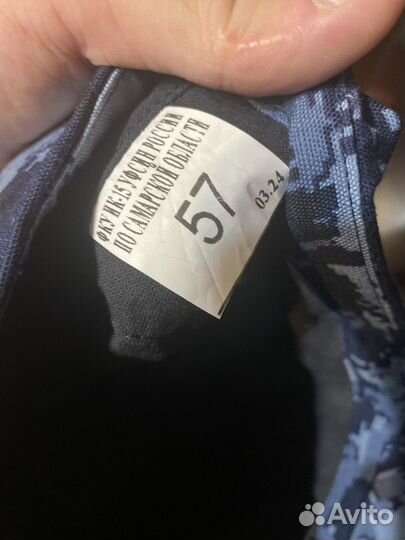 ФКУ ИК-15 УФСИН РОССИИ
ПО САМАРСКОЙ ОБЛАСТИ
57
03.24
Avito